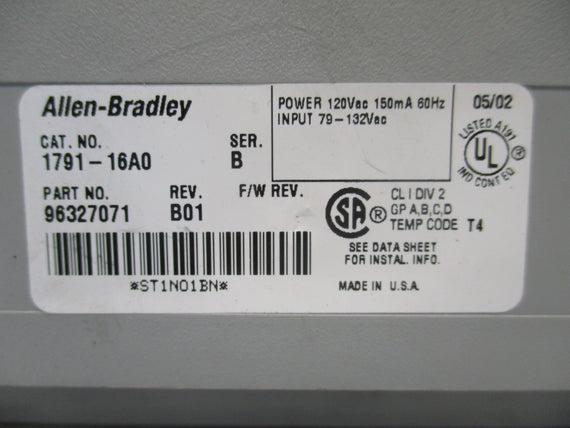 Allen-Bradley
POWER 120Vac 150mA 60Hz
INPUT 79-132Vac
05/02
LISTED A197
UL ®
IND CONT EQ
CAT. NO. SER.
1791-16A0 B
PART NO. REV. F/W REV.
96327071 B01
SA ®
CL I DIV 2
GP A,B,C,D
TEMP CODE T4
SEE DATA SHEET
FOR INSTAL. INFO.
*ST1NO1BN*
MADE IN U.S.A.